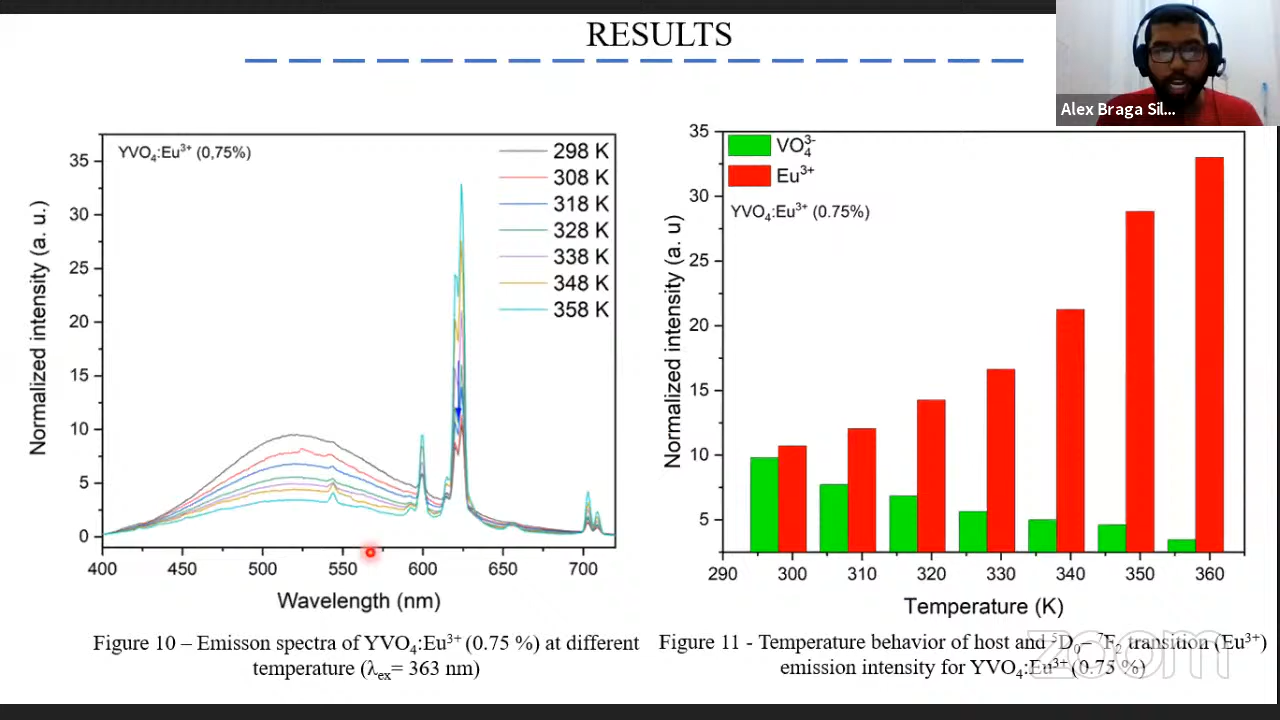 RESULTS
Alex Braga Sil...
YVO₄:Eu³⁺ (0,75%)
298 K
308 K
318 K
328 K
338 K
348 K
358 K
Normalized intensity (a. u.)
35
30
25
20
15
10
5
0
400 450 500 550 600 650 700
Wavelength (nm)
Figure 10 – Emisson spectra of YVO₄:Eu³⁺ (0.75 %) at different
temperature (λₑₓ= 363 nm)
VO₄³⁻
Eu³⁺
YVO₄:Eu³⁺ (0.75%)
Normalized intensity (a. u)
35
30
25
20
15
10
5
290 300 310 320 330 340 350 360
Temperature (K)
Figure 11 - Temperature behavior of host and ⁵D₀– ⁷F₂ transition (Eu³⁺)
emission intensity for YVO₄:Eu³⁺ (0.75 %)
zoom